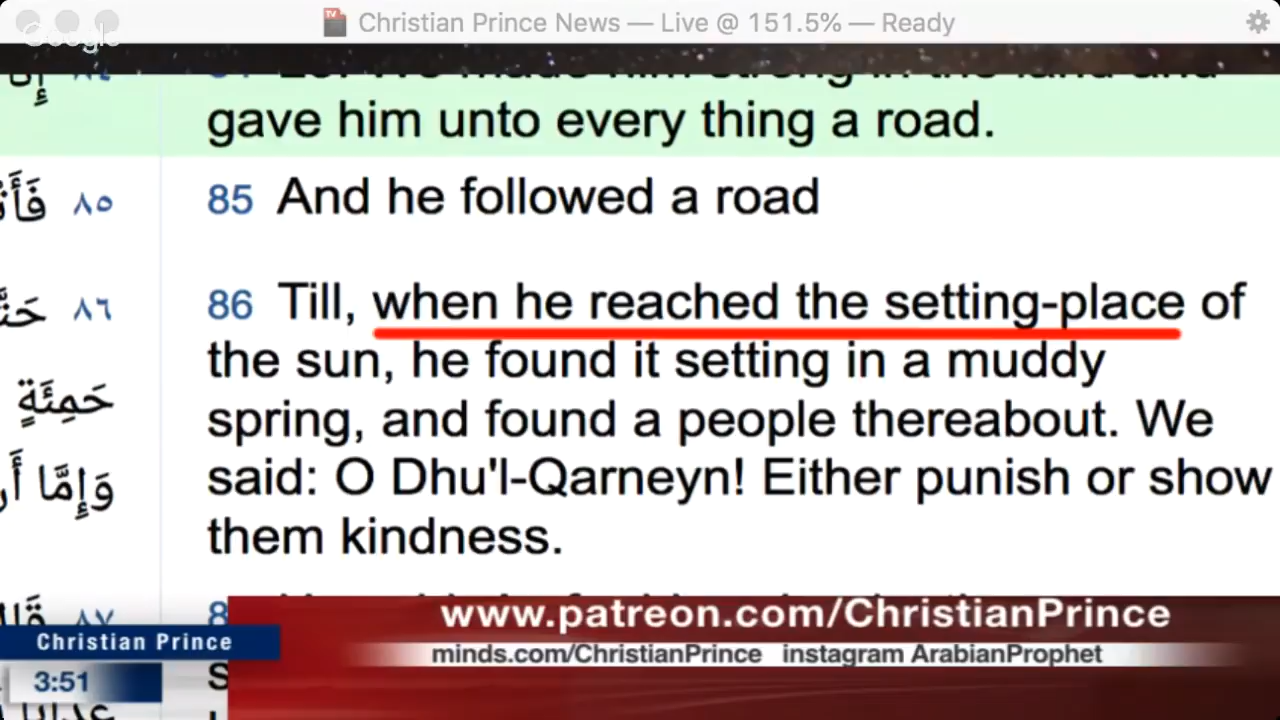 Christian Prince News — Live @ 151.5% — Ready
Google
gave him unto every thing a road.
٨٥
85 And he followed a road
٨٦
86 Till, when he reached the setting-place of
the sun, he found it setting in a muddy
حَمِئَةٍ
spring, and found a people thereabout. We
said: O Dhu'l-Qarneyn! Either punish or show
وَإِمَّا
them kindness.
www.patreon.com/ChristianPrince
Christian Prince
minds.com/ChristianPrince instagram ArabianProphet
3:51